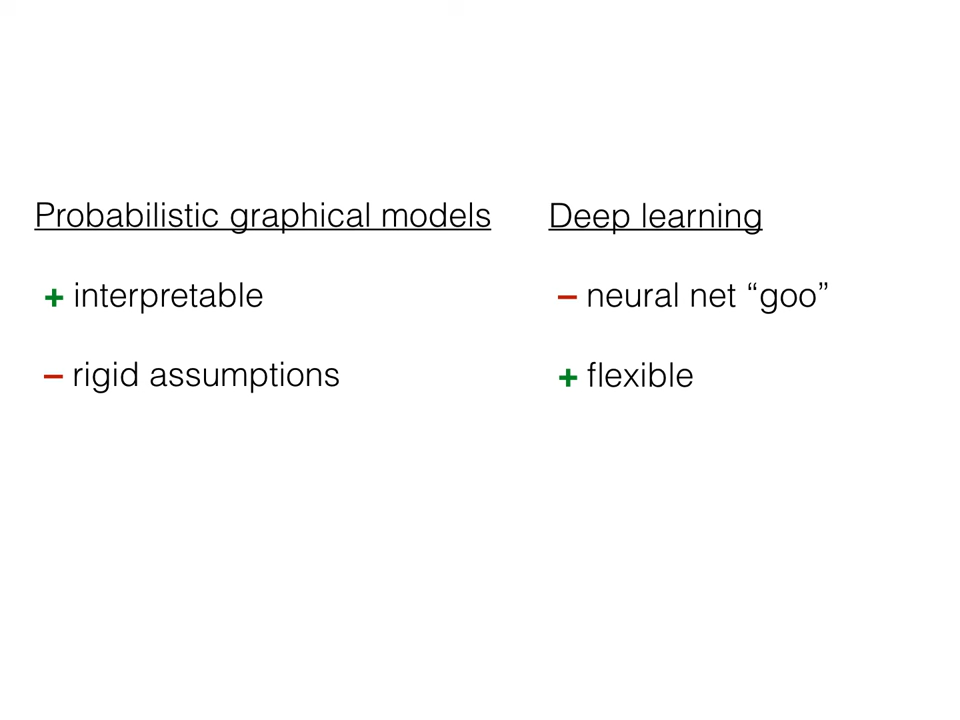 Probabilistic graphical models
+ interpretable
– rigid assumptions
Deep learning
– neural net “goo”
+ flexible